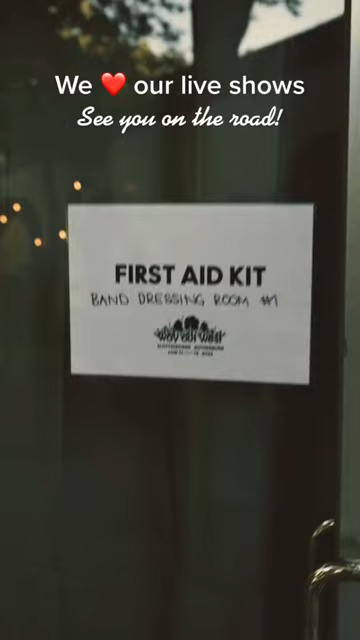 We ❤️ our live shows
See you on the road!
FIRST AID KIT
BAND DRESSING ROOM #1
way out west